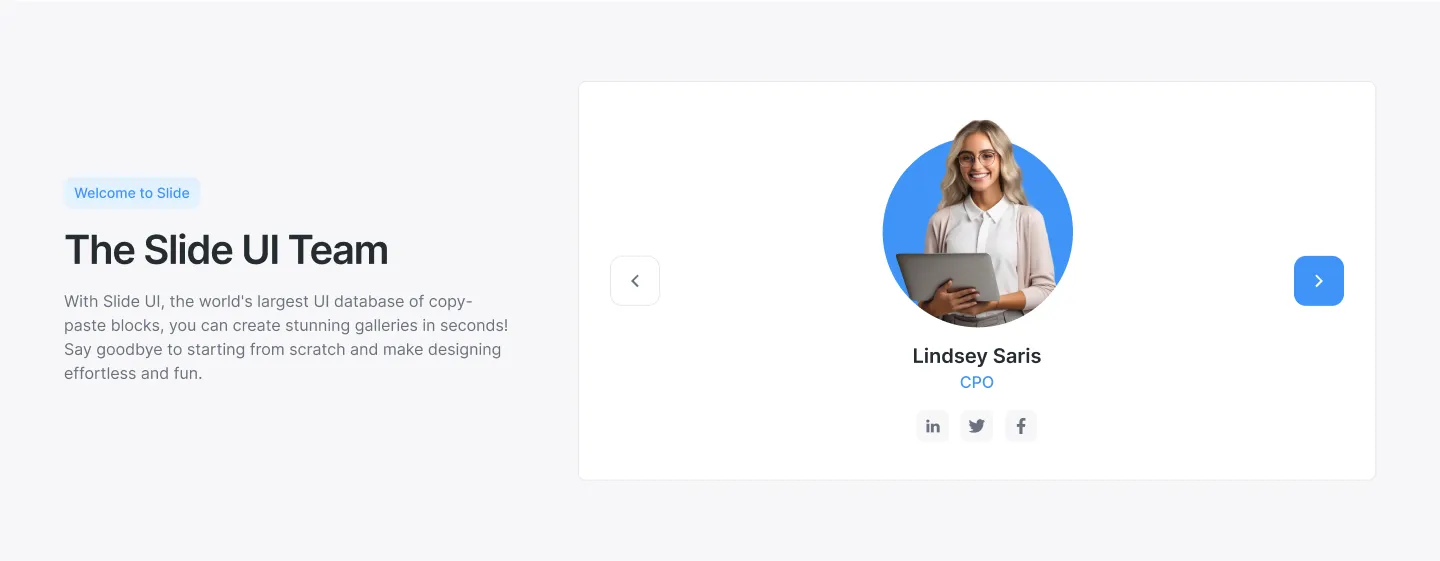 Welcome to Slide
The Slide UI Team
With Slide UI, the world's largest UI database of copy-
paste blocks, you can create stunning galleries in seconds!
Say goodbye to starting from scratch and make designing
effortless and fun.
Lindsey Saris
CPO
in